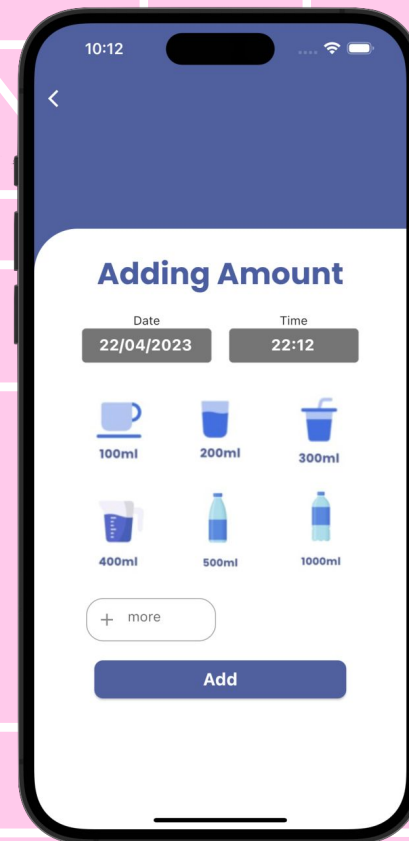 10:12
Adding Amount
Date Time
22/04/2023 22:12
100ml 200ml 300ml
400ml 500ml 1000ml
+ more
Add